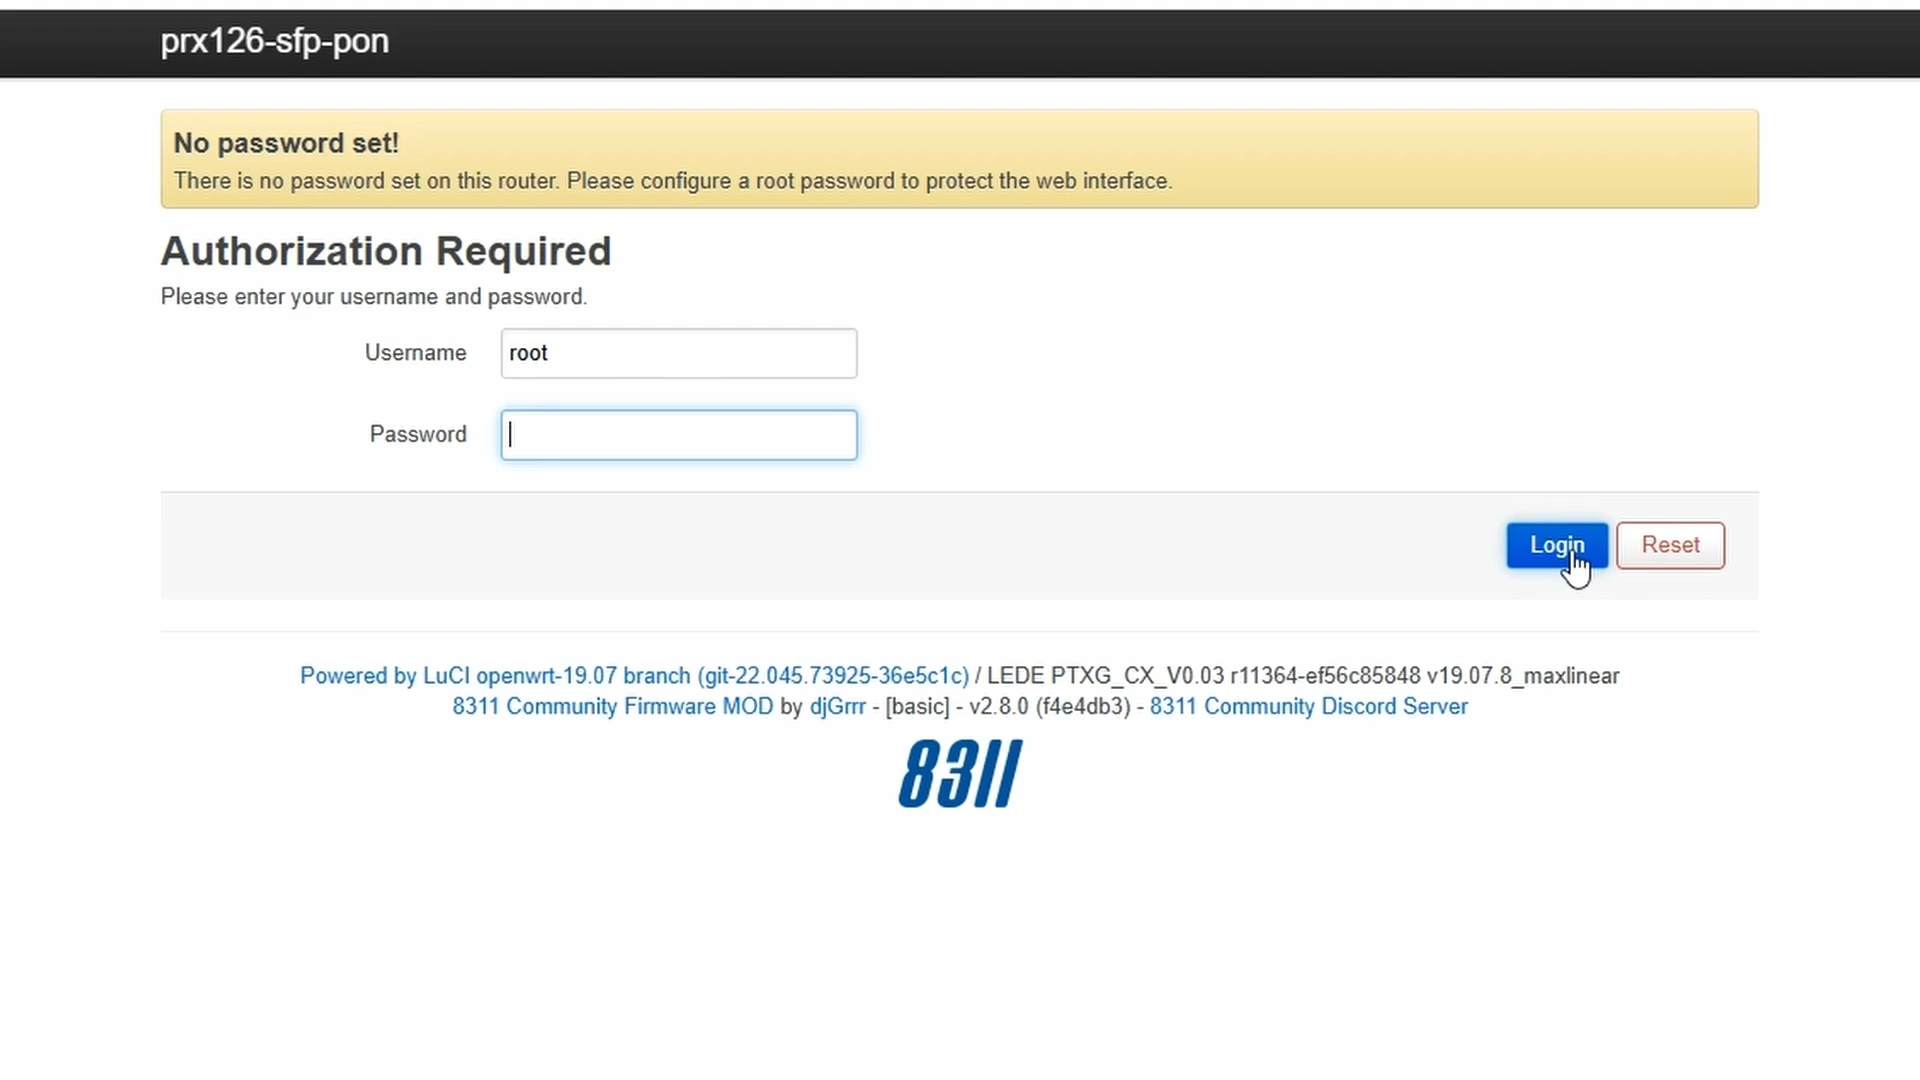 prx126-sfp-pon
No password set!
There is no password set on this router. Please configure a root password to protect the web interface.
Authorization Required
Please enter your username and password.
Username root
Password
Login Reset
Powered by LuCI openwrt-19.07 branch (git-22.045.73925-36e5c1c) / LEDE PTXG_CX_V0.03 r11364-ef56c85848 v19.07.8_maxlinear
8311 Community Firmware MOD by djGrrr - [basic] - v2.8.0 (f4e4db3) - 8311 Community Discord Server
8311